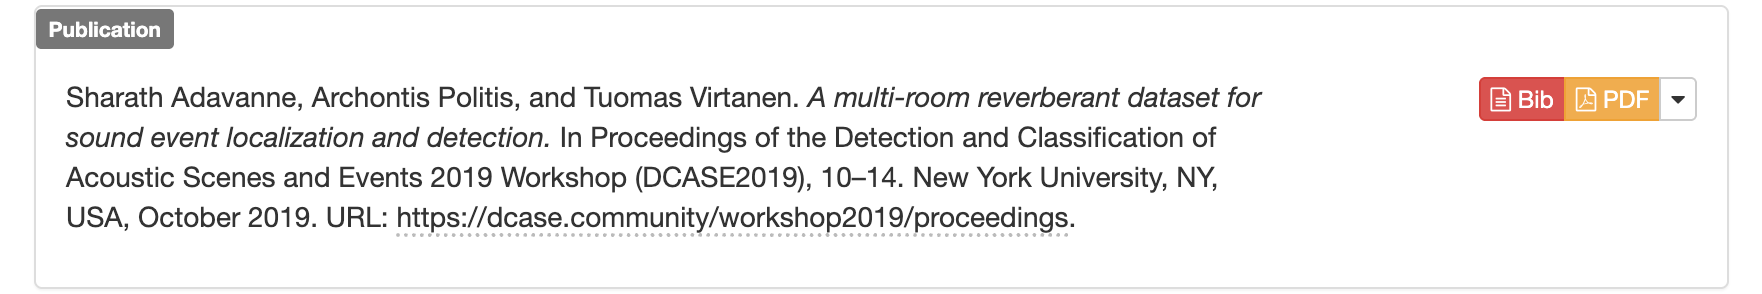 Publication
Sharath Adavanne, Archontis Politis, and Tuomas Virtanen. A multi-room reverberant dataset for
sound event localization and detection. In Proceedings of the Detection and Classification of
Acoustic Scenes and Events 2019 Workshop (DCASE2019), 10–14. New York University, NY,
USA, October 2019. URL: https://dcase.community/workshop2019/proceedings.
Bib PDF